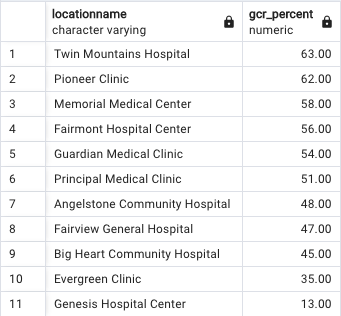 locationname gcr_percent
character varying numeric
1 Twin Mountains Hospital 63.00
2 Pioneer Clinic 62.00
3 Memorial Medical Center 58.00
4 Fairmont Hospital Center 56.00
5 Guardian Medical Clinic 54.00
6 Principal Medical Clinic 51.00
7 Angelstone Community Hospital 48.00
8 Fairview General Hospital 47.00
9 Big Heart Community Hospital 45.00
10 Evergreen Clinic 35.00
11 Genesis Hospital Center 13.00